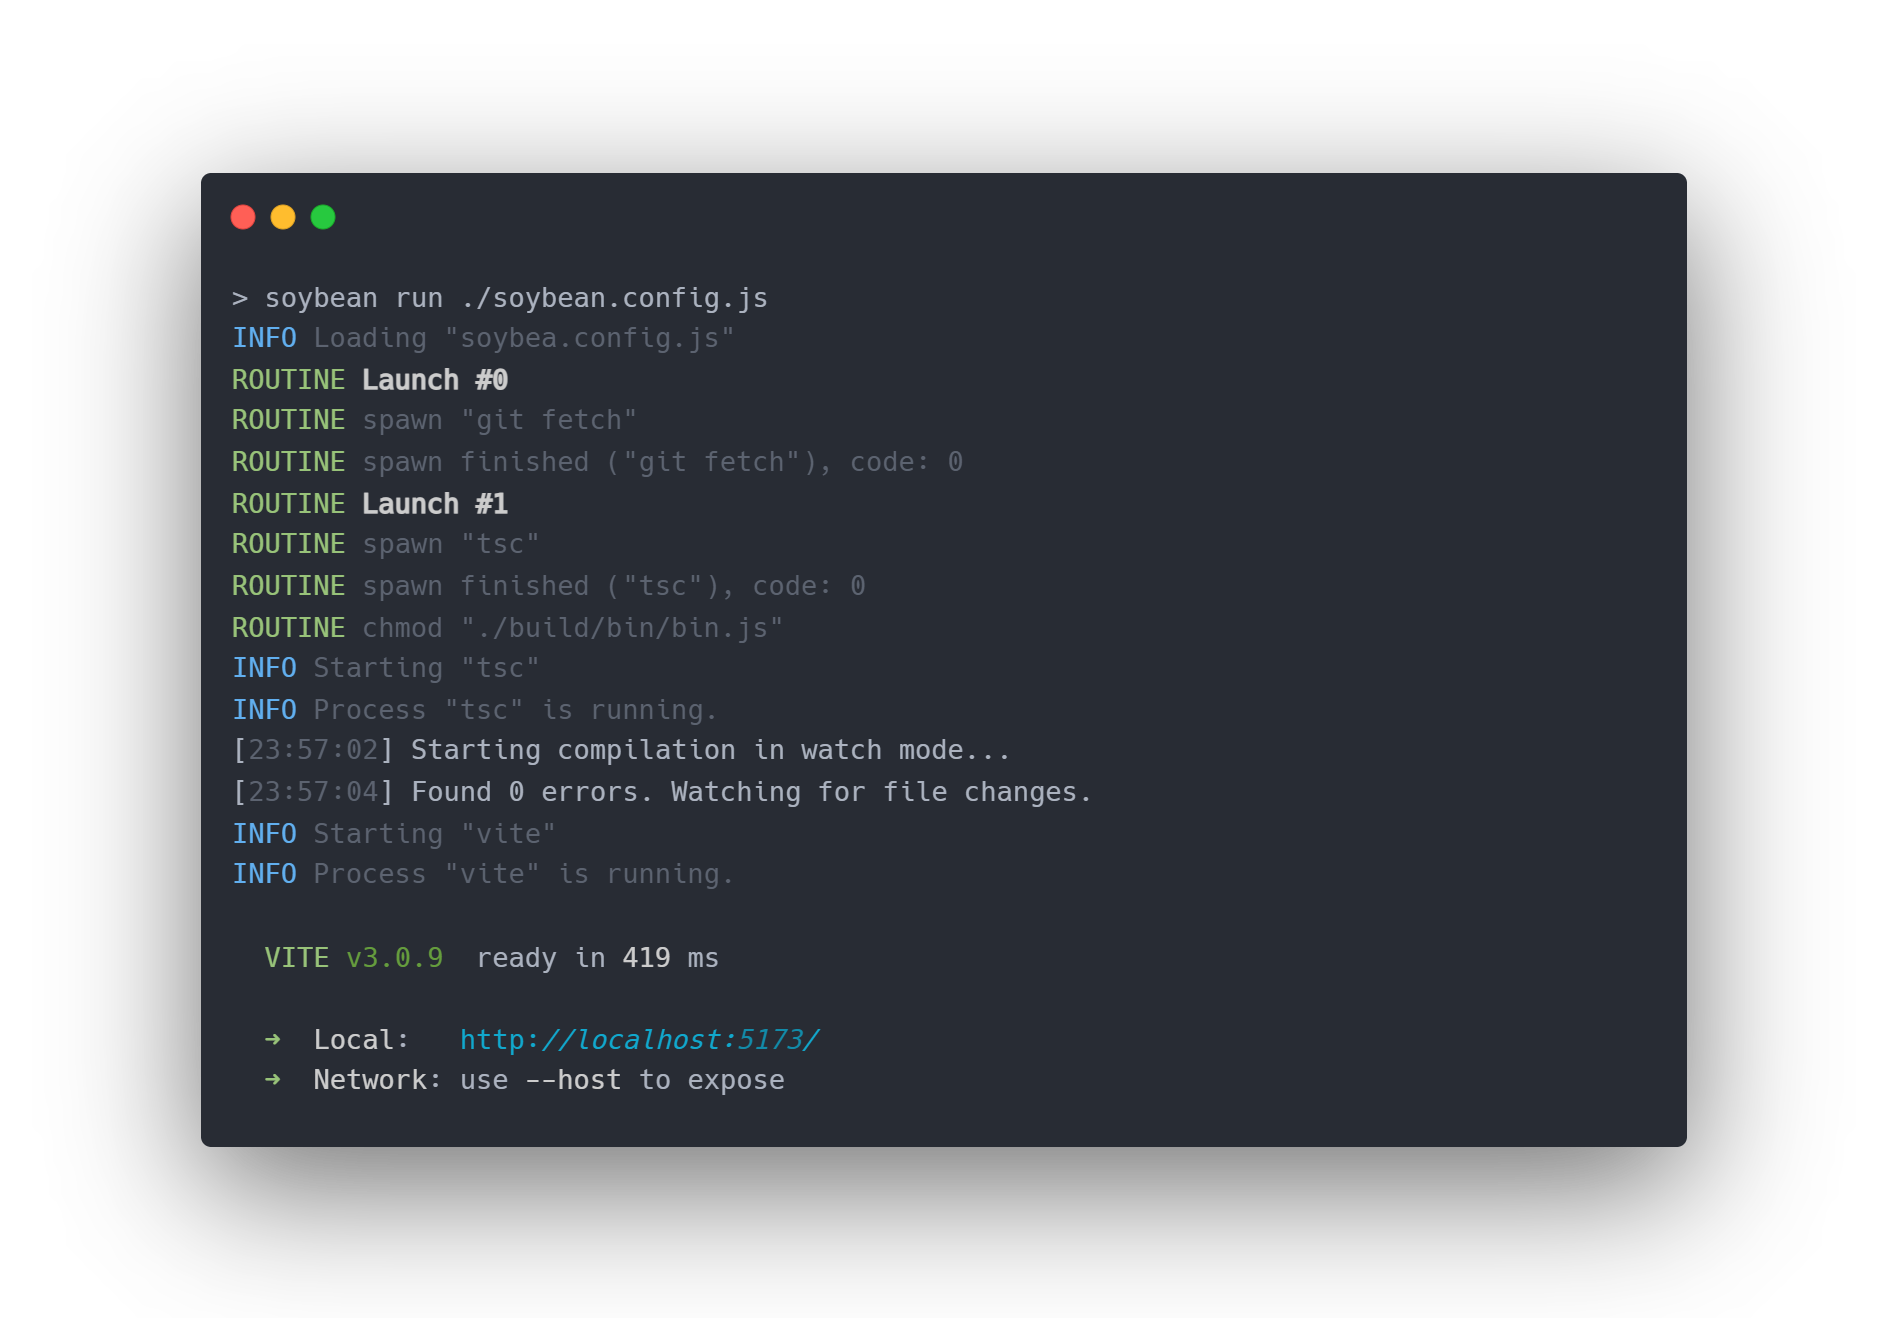 > soybean run ./soybean.config.js
INFO Loading "soybea.config.js"
ROUTINE Launch #0
ROUTINE spawn "git fetch"
ROUTINE spawn finished ("git fetch"), code: 0
ROUTINE Launch #1
ROUTINE spawn "tsc"
ROUTINE spawn finished ("tsc"), code: 0
ROUTINE chmod "./build/bin/bin.js"
INFO Starting "tsc"
INFO Process "tsc" is running.
[23:57:02] Starting compilation in watch mode...
[23:57:04] Found 0 errors. Watching for file changes.
INFO Starting "vite"
INFO Process "vite" is running.
VITE v3.0.9  ready in 419 ms
➜  Local:   http://localhost:5173/
➜  Network: use --host to expose